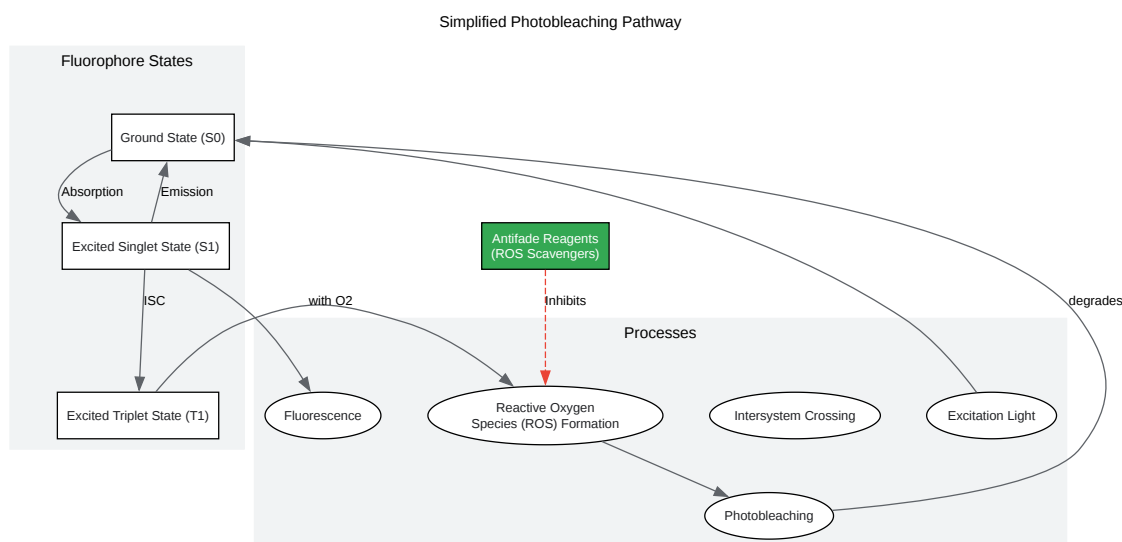 Simplified Photobleaching Pathway
Fluorophore States
Ground State (S0)
Absorption
Emission
Excited Singlet State (S1)
Antifade Reagents
(ROS Scavengers)
ISC
with O2
Inhibits
degrades
Processes
Excited Triplet State (T1)
Fluorescence
Reactive Oxygen
Species (ROS) Formation
Intersystem Crossing
Excitation Light
Photobleaching